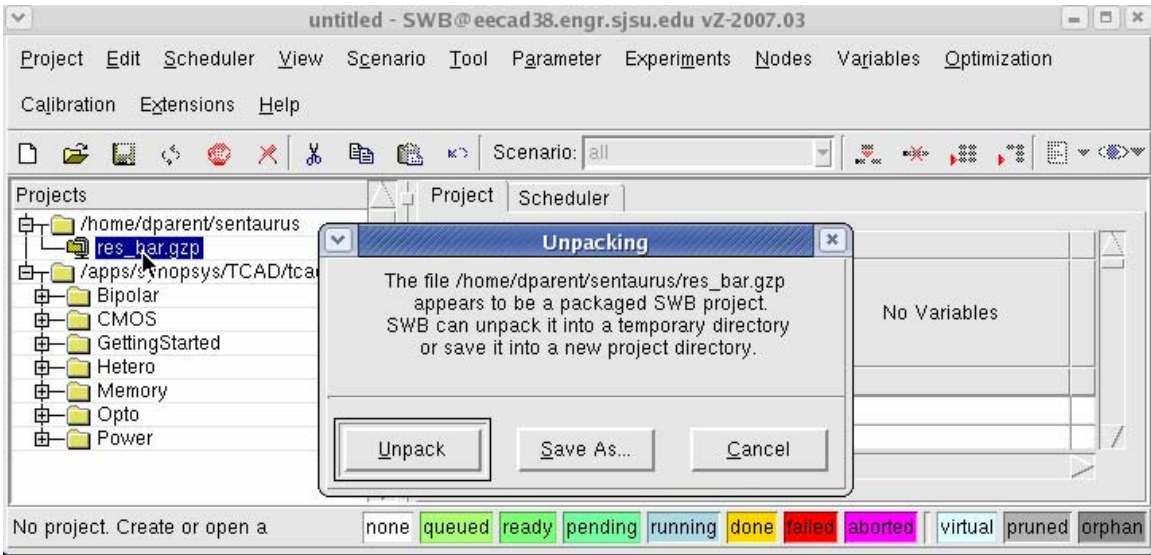 untitled - SWB@eecad38.engr.sjsu.edu vZ-2007.03
Project Edit Scheduler View Scenario Tool Parameter Experiments Nodes Variables Optimization
Calibration Extensions Help
Scenario: all
Projects
Project Scheduler
/home/dparent/sentaurus
res_bar.gzp
/apps/synopsys/TCAD/tca
Bipolar
CMOS
GettingStarted
Hetero
Memory
Opto
Power
Unpacking
The file /home/dparent/sentaurus/res_bar.gzp
appears to be a packaged SWB project.
SWB can unpack it into a temporary directory
or save it into a new project directory.
Unpack Save As... Cancel
No Variables
No project. Create or open a
none queued ready pending running done failed aborted virtual pruned orphan